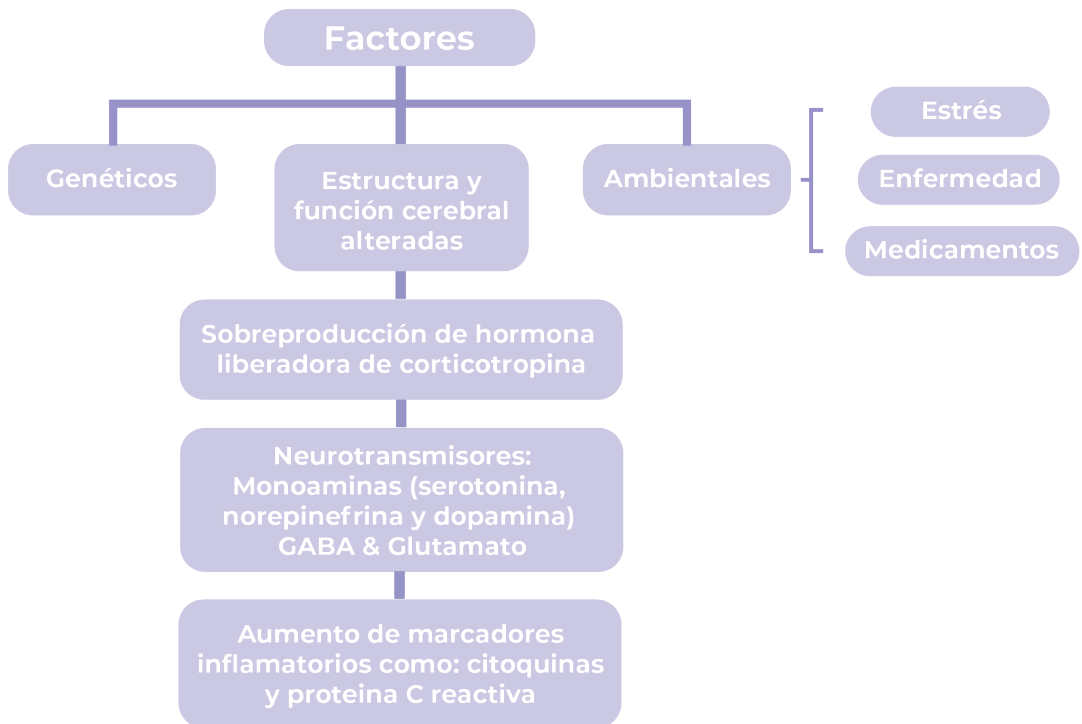 Factores
Genéticos
Estructura y
función cerebral
alteradas
Ambientales
Estrés
Enfermedad
Medicamentos
Sobreproducción de hormona
liberadora de corticotropina
Neurotransmisores:
Monoaminas (serotonina,
norepinefrina y dopamina)
GABA & Glutamato
Aumento de marcadores
inflamatorios como: citoquinas
y proteina C reactiva